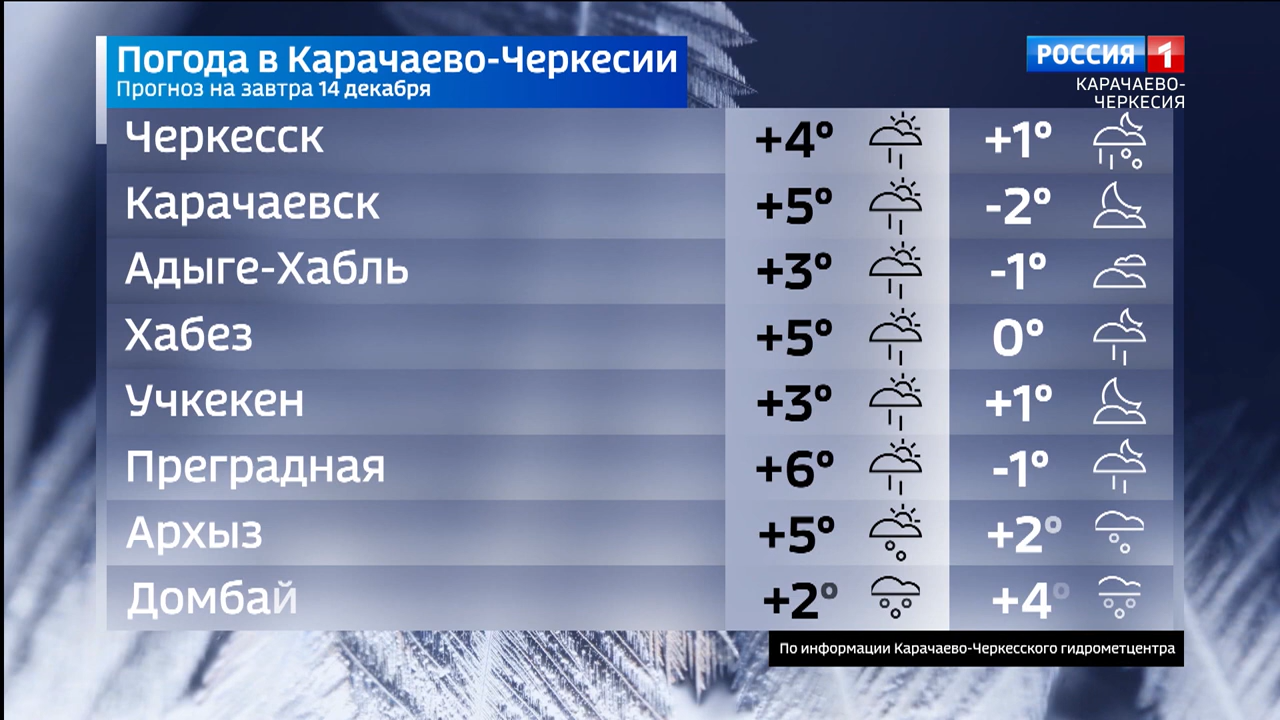 Погода в Карачаево-Черкесии
Прогноз на завтра 14 декабря
РОССИЯ 1
КАРАЧАЕВО-
ЧЕРКЕСИЯ
Черкесск +4° +1°
Карачаевск +5° -2°
Адыге-Хабль +3° -1°
Хабез +5° 0°
Учкекен +3° +1°
Преградная +6° -1°
Архыз +5° +2°
Домбай +2° +4°
По информации Карачаево-Черкесского гидрометцентра